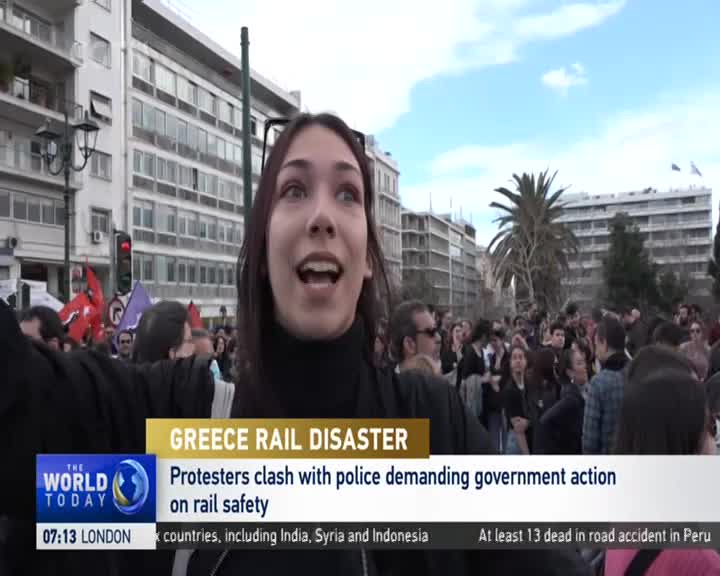 GREECE RAIL DISASTER
Protesters clash with police demanding government action
on rail safety
THE
WORLD
TODAY
07:13 LONDON
countries, including India, Syria and Indonesia
At least 13 dead in road accident in Peru